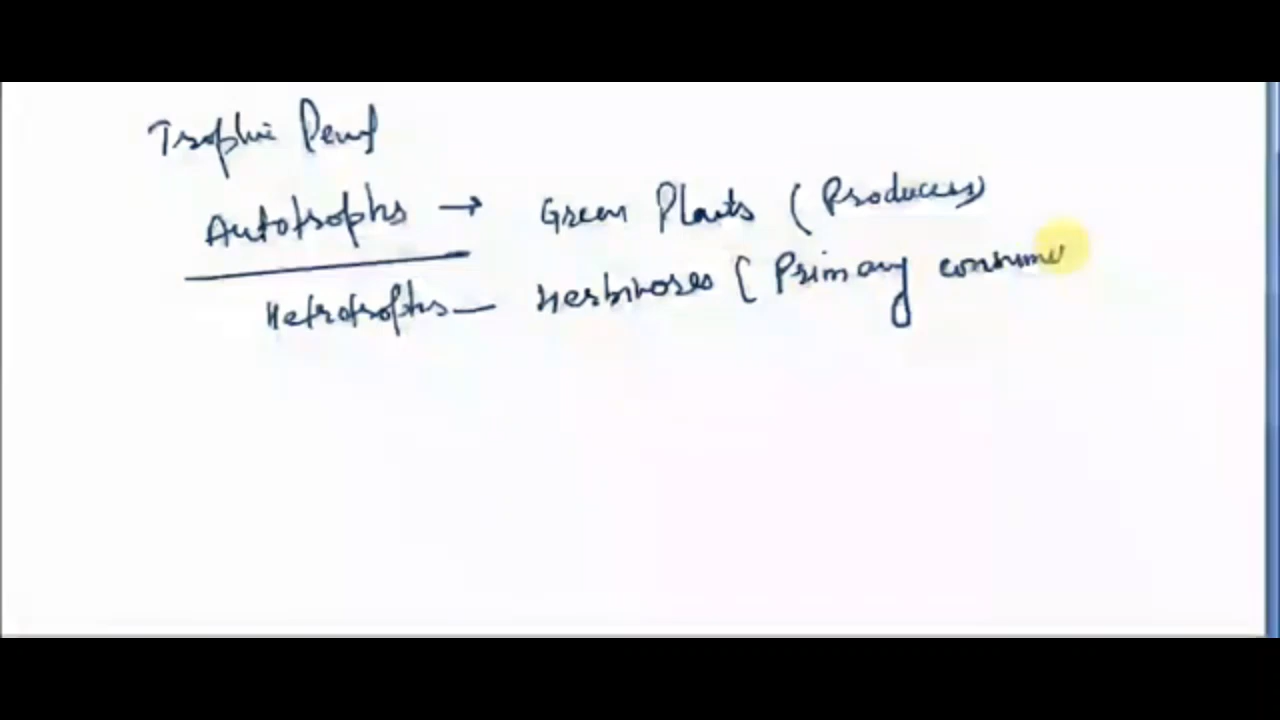 Trophic Level
Autotrophs → Green Plants (Producers)
Hetrotrophs — Herbivores (Primary consume